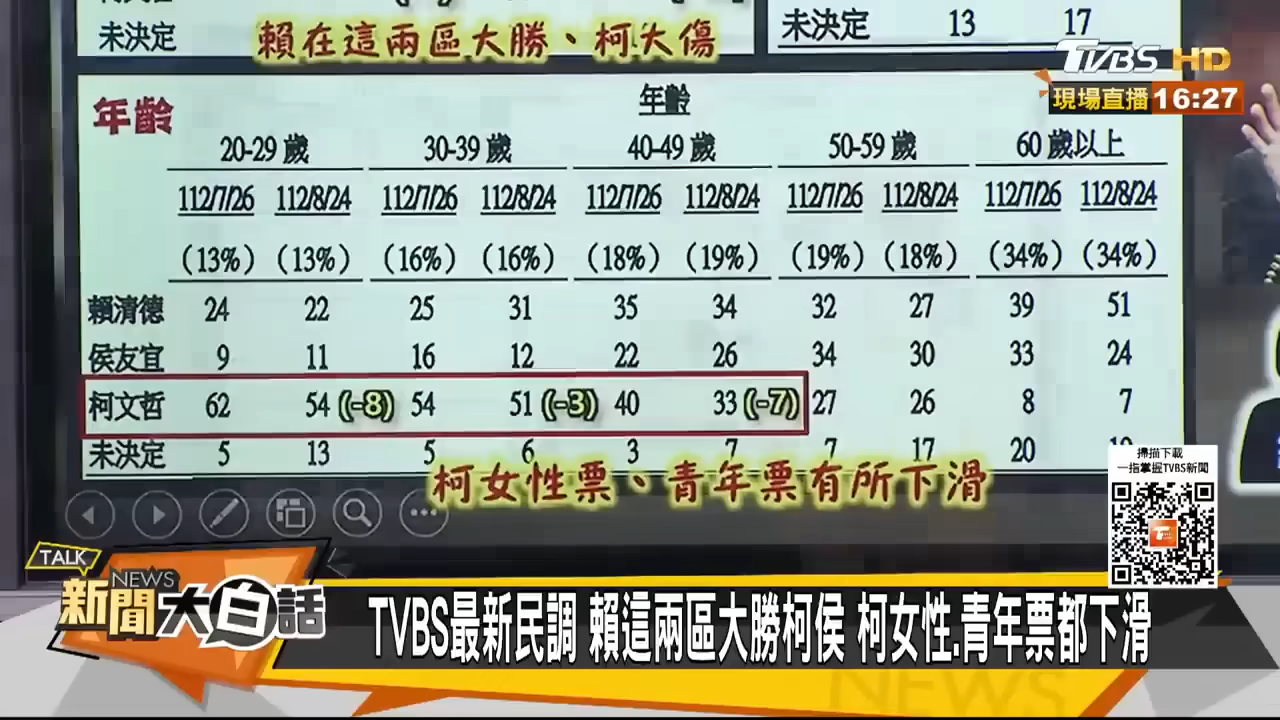 未決定
未決定 13 17
賴在這兩區大勝、柯大傷
TVBS HD
現場直播 16:27
年齡
年齡
20-29 歲 30-39 歲 40-49 歲 50-59 歲 60 歲以上
112/7/26 112/8/24 112/7/26 112/8/24 112/7/26 112/8/24 112/7/26 112/8/24 112/7/26 112/8/24
(13%) (13%) (16%) (16%) (18%) (19%) (19%) (18%) (34%) (34%)
賴清德 24 22 25 31 35 34 32 27 39 51
侯友宜 9 11 16 12 22 26 34 30 33 24
柯文哲 62 54 (-8) 54 51 (-3) 40 33 (-7) 27 26 8 7
未決定 5 13 5 6 3 7 7 17 20
柯女性票、青年票有所下滑
掃描下載
一指掌握TVBS新聞
TALK
NEWS
新聞大白話
TVBS最新民調 賴這兩區大勝柯侯 柯女性.青年票都下滑
NEWS